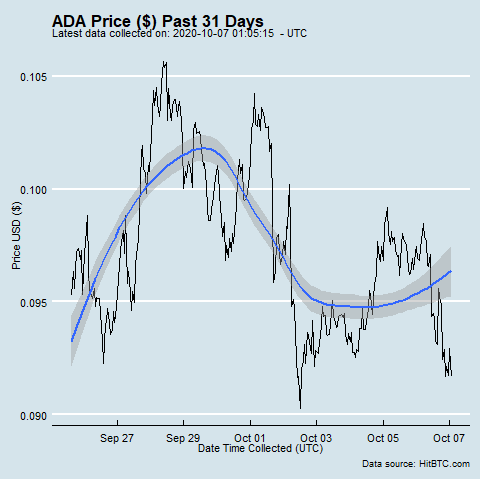 ADA Price ($) Past 31 Days
Latest data collected on: 2020-10-07 01:05:15 - UTC
0.105
0.100
0.095
0.090
Price USD ($)
Sep 27 Sep 29 Oct 01 Oct 03 Oct 05 Oct 07
Date Time Collected (UTC)
Data source: HitBTC.com